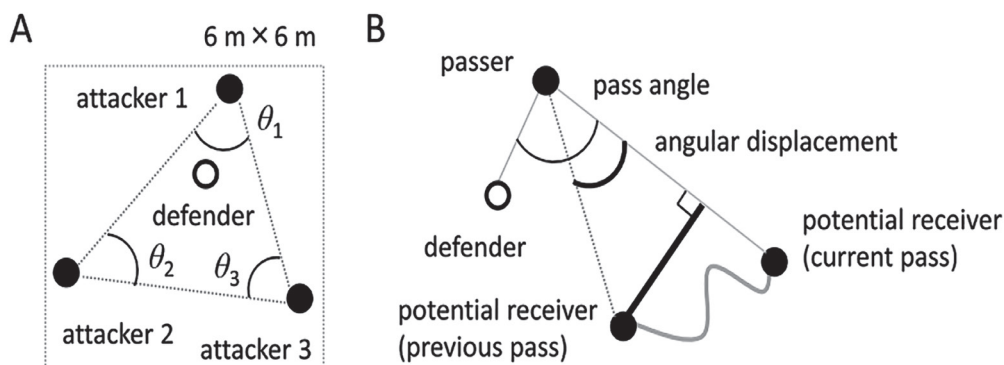 A
6 m × 6 m
attacker 1
θ1
defender
θ2
θ3
attacker 2
attacker 3
B
passer
pass angle
angular displacement
defender
potential receiver
(current pass)
potential receiver
(previous pass)